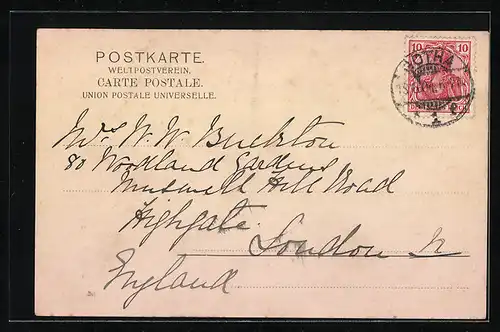 POSTKARTE.
WELTPOSTVEREIN.
CARTE POSTALE.
UNION POSTALE UNIVERSELLE.
10 10
GOTHA
Mrs W. W. Buckton
80 Woodland Gardens
Muswell Hill Road
Highgate
London N
England